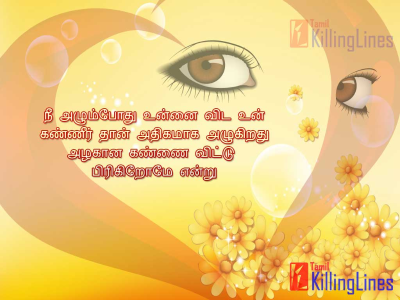 Tamil
KillingLines
நீ அழும்போது உன்னை விட உன்
கண்ணீர் தான் அதிகமாக அழுகிறது
அழகான கண்ணை விட்டு
பிரிகிறோமே என்று
Tamil
KillingLines